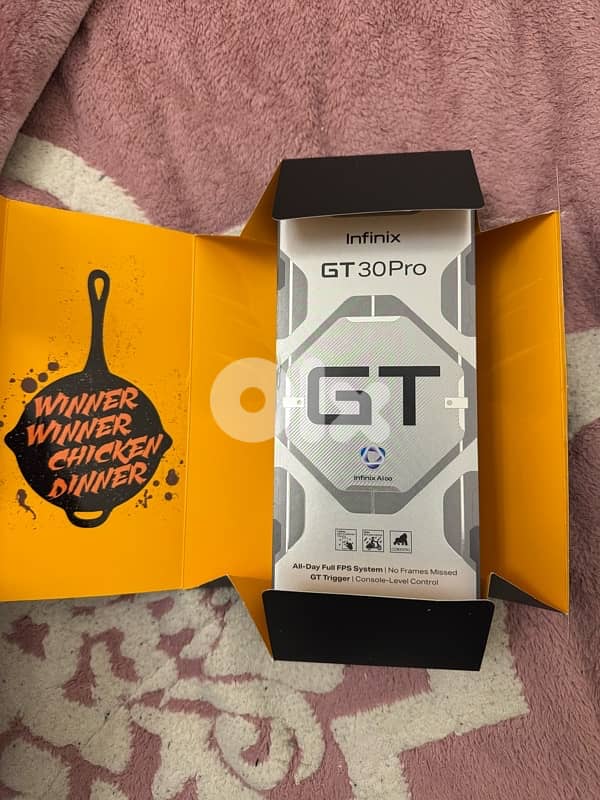 Infinix
GT 30 Pro
WINNER
WINNER
CHICKEN
DINNER
GT
olx
Infinix AI∞
All-Day Full FPS System | No Frames Missed
GT Trigger | Console-Level Control